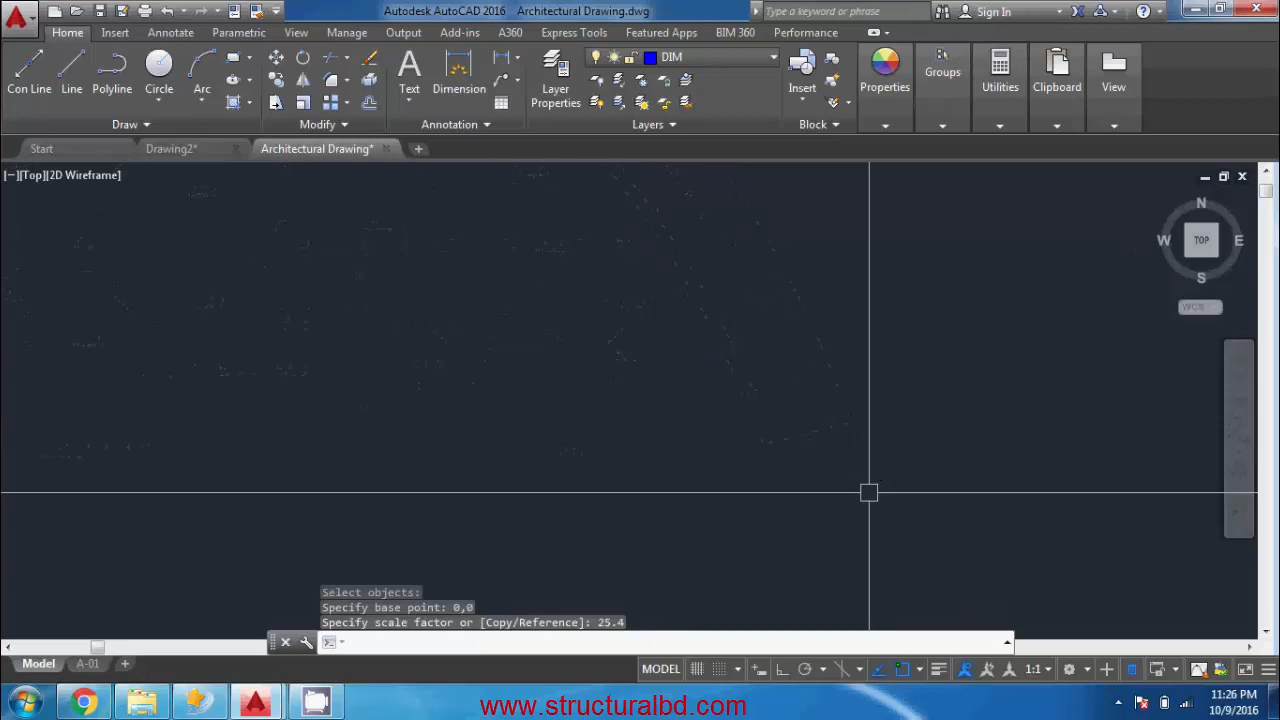 Autodesk AutoCAD 2016 Architectural Drawing.dwg
Type a keyword or phrase
Sign In
Home Insert Annotate Parametric View Manage Output Add-ins A360 Express Tools Featured Apps BIM 360 Performance
DIM
Con Line Line Polyline Circle Arc Text Dimension Layer Properties Insert Properties Groups Utilities Clipboard View
Draw Modify Annotation Layers Block
Start Drawing2* Architectural Drawing*
[−][Top][2D Wireframe]
N
W TOP E
S
WCS
Select objects:
Specify base point: 0,0
Specify scale factor or [Copy/Reference]: 25.4
Model A-01
MODEL 1:1
11:26 PM
10/9/2016
www.structuralbd.com